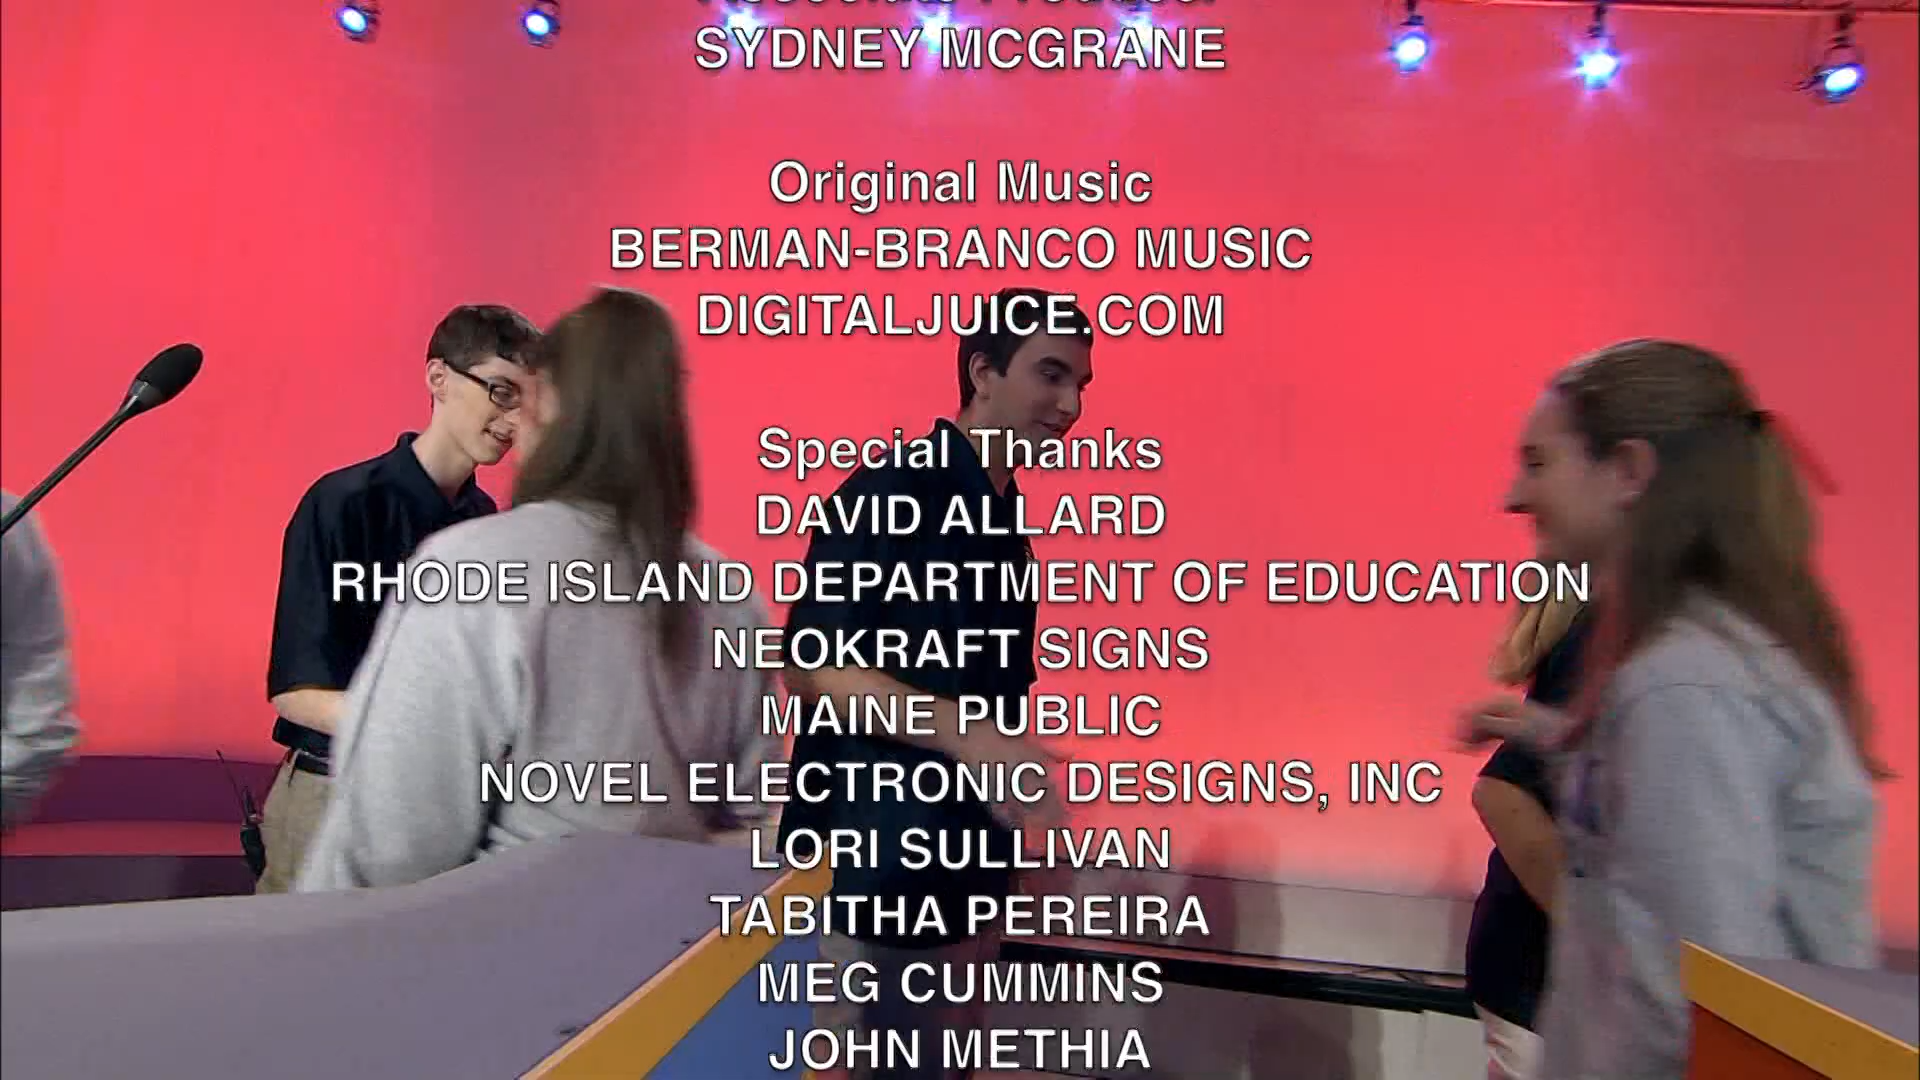 SYDNEY MCGRANE
Original Music
BERMAN-BRANCO MUSIC
DIGITALJUICE.COM
Special Thanks
DAVID ALLARD
RHODE ISLAND DEPARTMENT OF EDUCATION
NEOKRAFT SIGNS
MAINE PUBLIC
NOVEL ELECTRONIC DESIGNS, INC
LORI SULLIVAN
TABITHA PEREIRA
MEG CUMMINS
JOHN METHIA